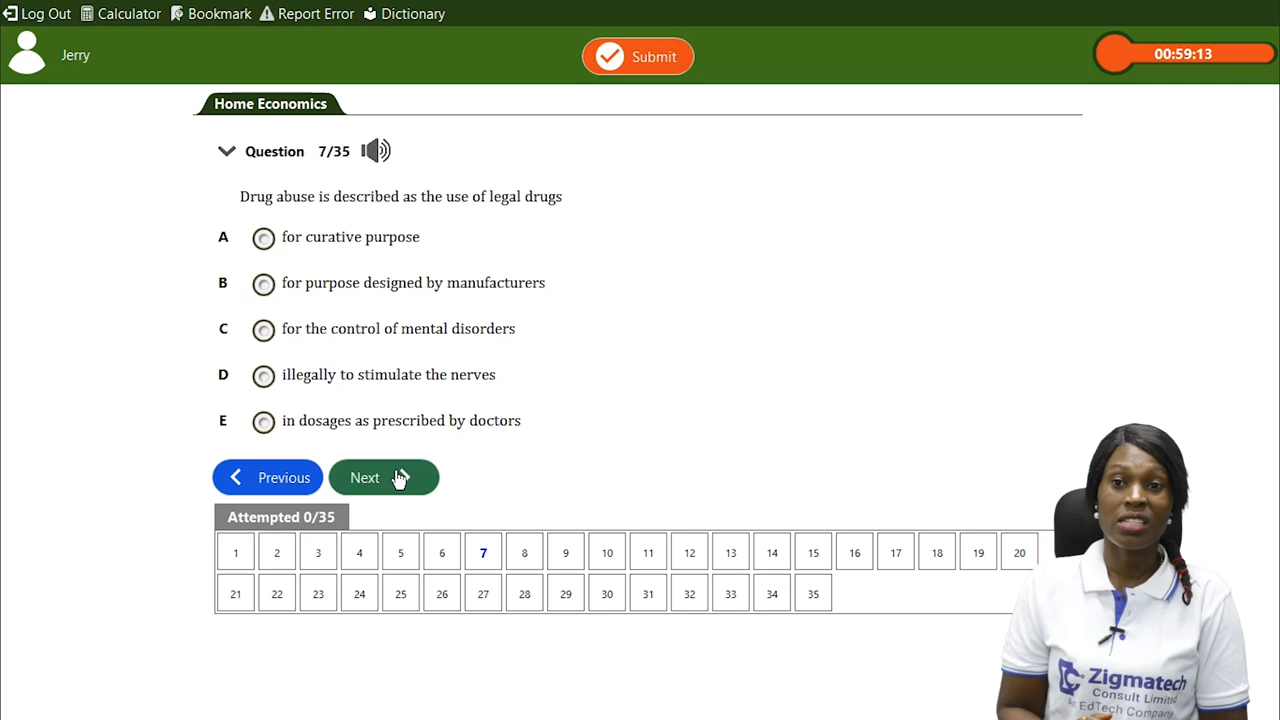 Log Out Calculator Bookmark Report Error Dictionary
Jerry
Submit
00:59:13
Home Economics
Question 7/35
Drug abuse is described as the use of legal drugs
A for curative purpose
B for purpose designed by manufacturers
C for the control of mental disorders
D illegally to stimulate the nerves
E in dosages as prescribed by doctors
Previous Next
Attempted 0/35
1 2 3 4 5 6 7 8 9 10 11 12 13 14 15 16 17 18 19 20
21 22 23 24 25 26 27 28 29 30 31 32 33 34 35
Zigmatech
Consult Limited
EdTech Company